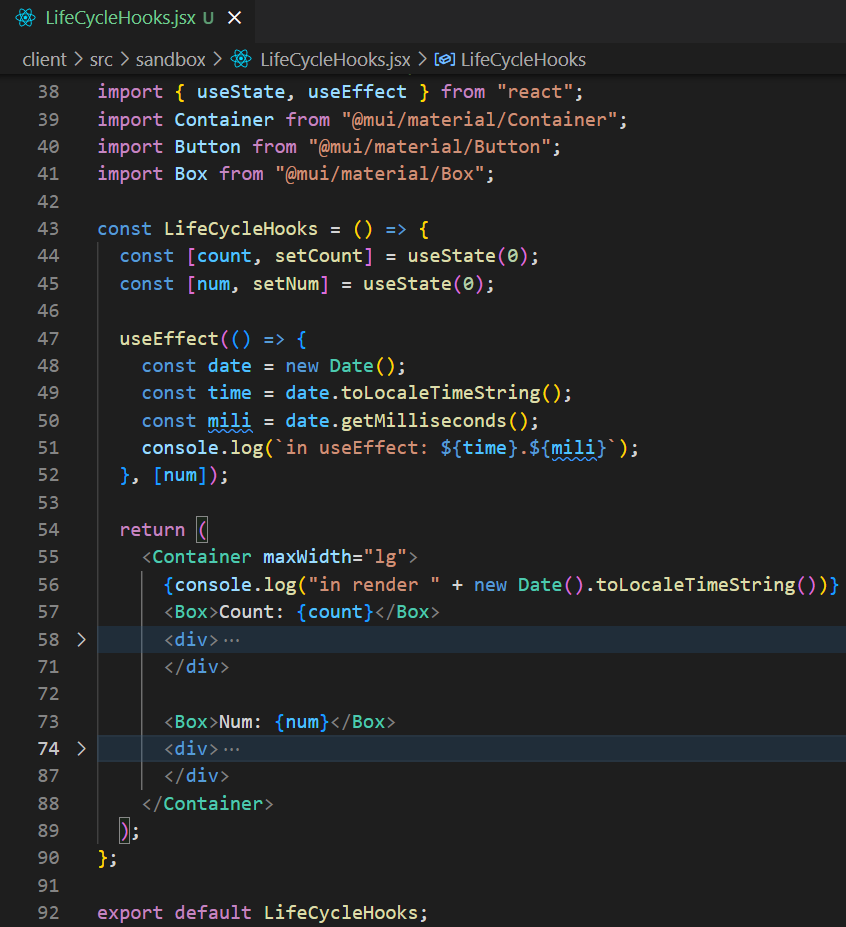 LifeCycleHooks.jsx U ×
client > src > sandbox > LifeCycleHooks.jsx > LifeCycleHooks
38 import { useState, useEffect } from "react";
39 import Container from "@mui/material/Container";
40 import Button from "@mui/material/Button";
41 import Box from "@mui/material/Box";
42
43 const LifeCycleHooks = () => {
44   const [count, setCount] = useState(0);
45   const [num, setNum] = useState(0);
46
47   useEffect(() => {
48     const date = new Date();
49     const time = date.toLocaleTimeString();
50     const mili = date.getMilliseconds();
51     console.log(`in useEffect: ${time}.${mili}`);
52   }, [num]);
53
54   return (
55     <Container maxWidth="lg">
56       {console.log("in render " + new Date().toLocaleTimeString())}
57       <Box>Count: {count}</Box>
58 >     <div>···
71       </div>
72
73       <Box>Num: {num}</Box>
74 >     <div>···
87       </div>
88     </Container>
89   );
90 };
91
92 export default LifeCycleHooks;